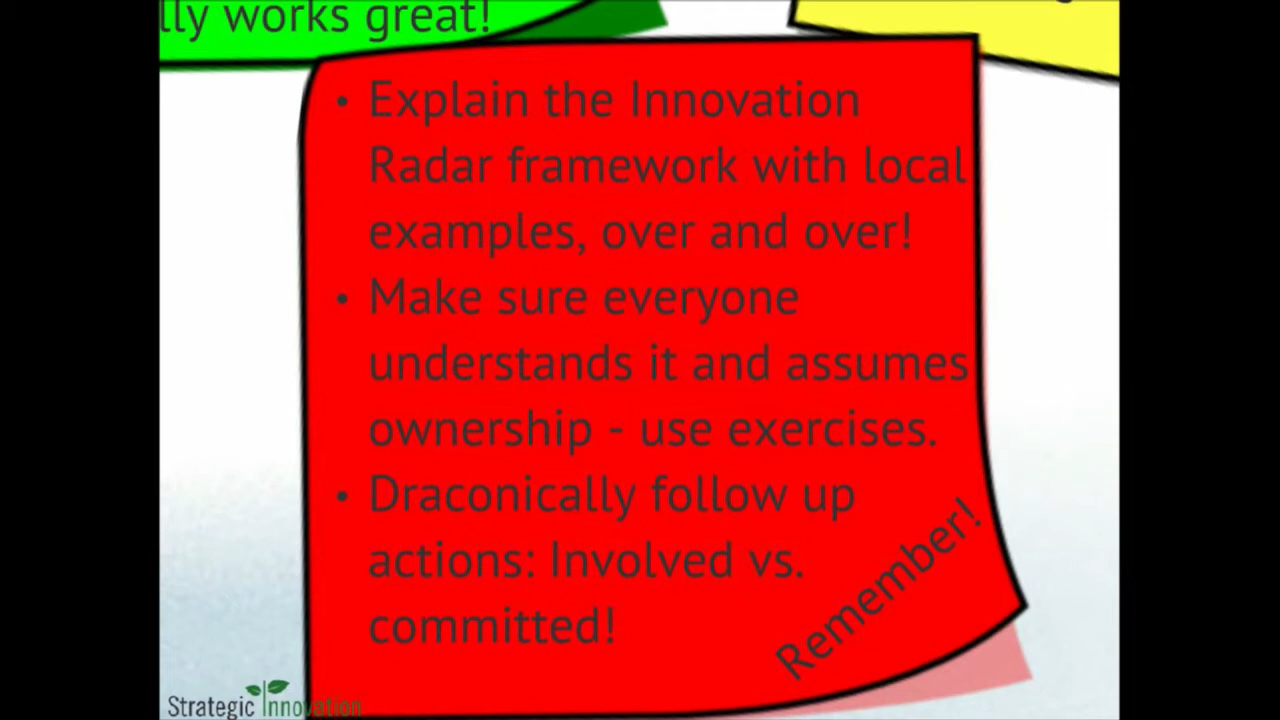 lly works great!
• Explain the Innovation
Radar framework with local
examples, over and over!
• Make sure everyone
understands it and assumes
ownership - use exercises.
• Draconically follow up
actions: Involved vs.
committed!
Remember!
Strategic Innovation